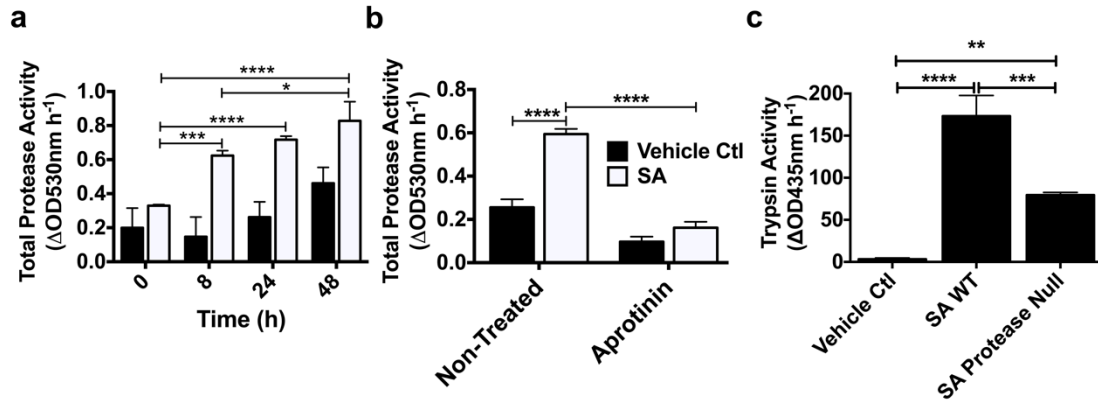 a
Total Protease Activity
(ΔOD530nm h⁻¹)
1.0
0.8
0.6
0.4
0.2
0.0
****
*
****
***
0
8
24
48
Time (h)
b
Total Protease Activity
(ΔOD530nm h⁻¹)
0.8
0.6
0.4
0.2
0.0
****
****
Vehicle Ctl
SA
Non-Treated
Aprotinin
c
Trypsin Activity
(ΔOD435nm h⁻¹)
200
150
100
50
0
**
****
***
Vehicle Ctl
SA WT
SA Protease Null